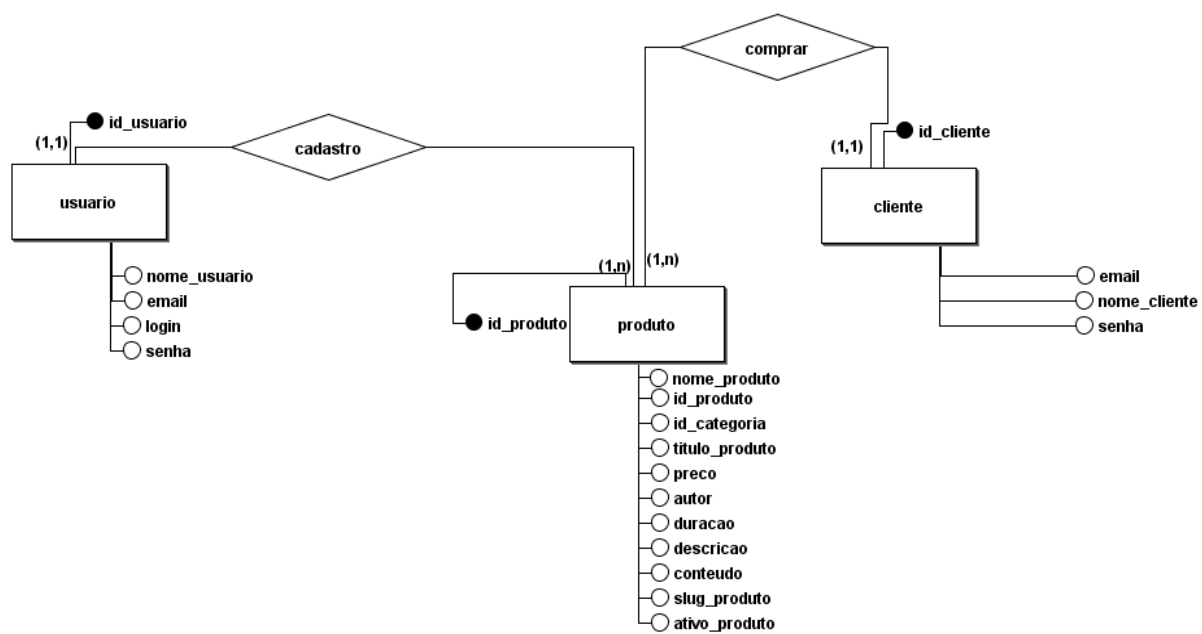 comprar
id_usuario
(1,1)
cadastro
id_cliente
(1,1)
usuario
cliente
nome_usuario
email
login
senha
(1,n)
(1,n)
id_produto
produto
email
nome_cliente
senha
nome_produto
id_produto
id_categoria
titulo_produto
preco
autor
duracao
descricao
conteudo
slug_produto
ativo_produto